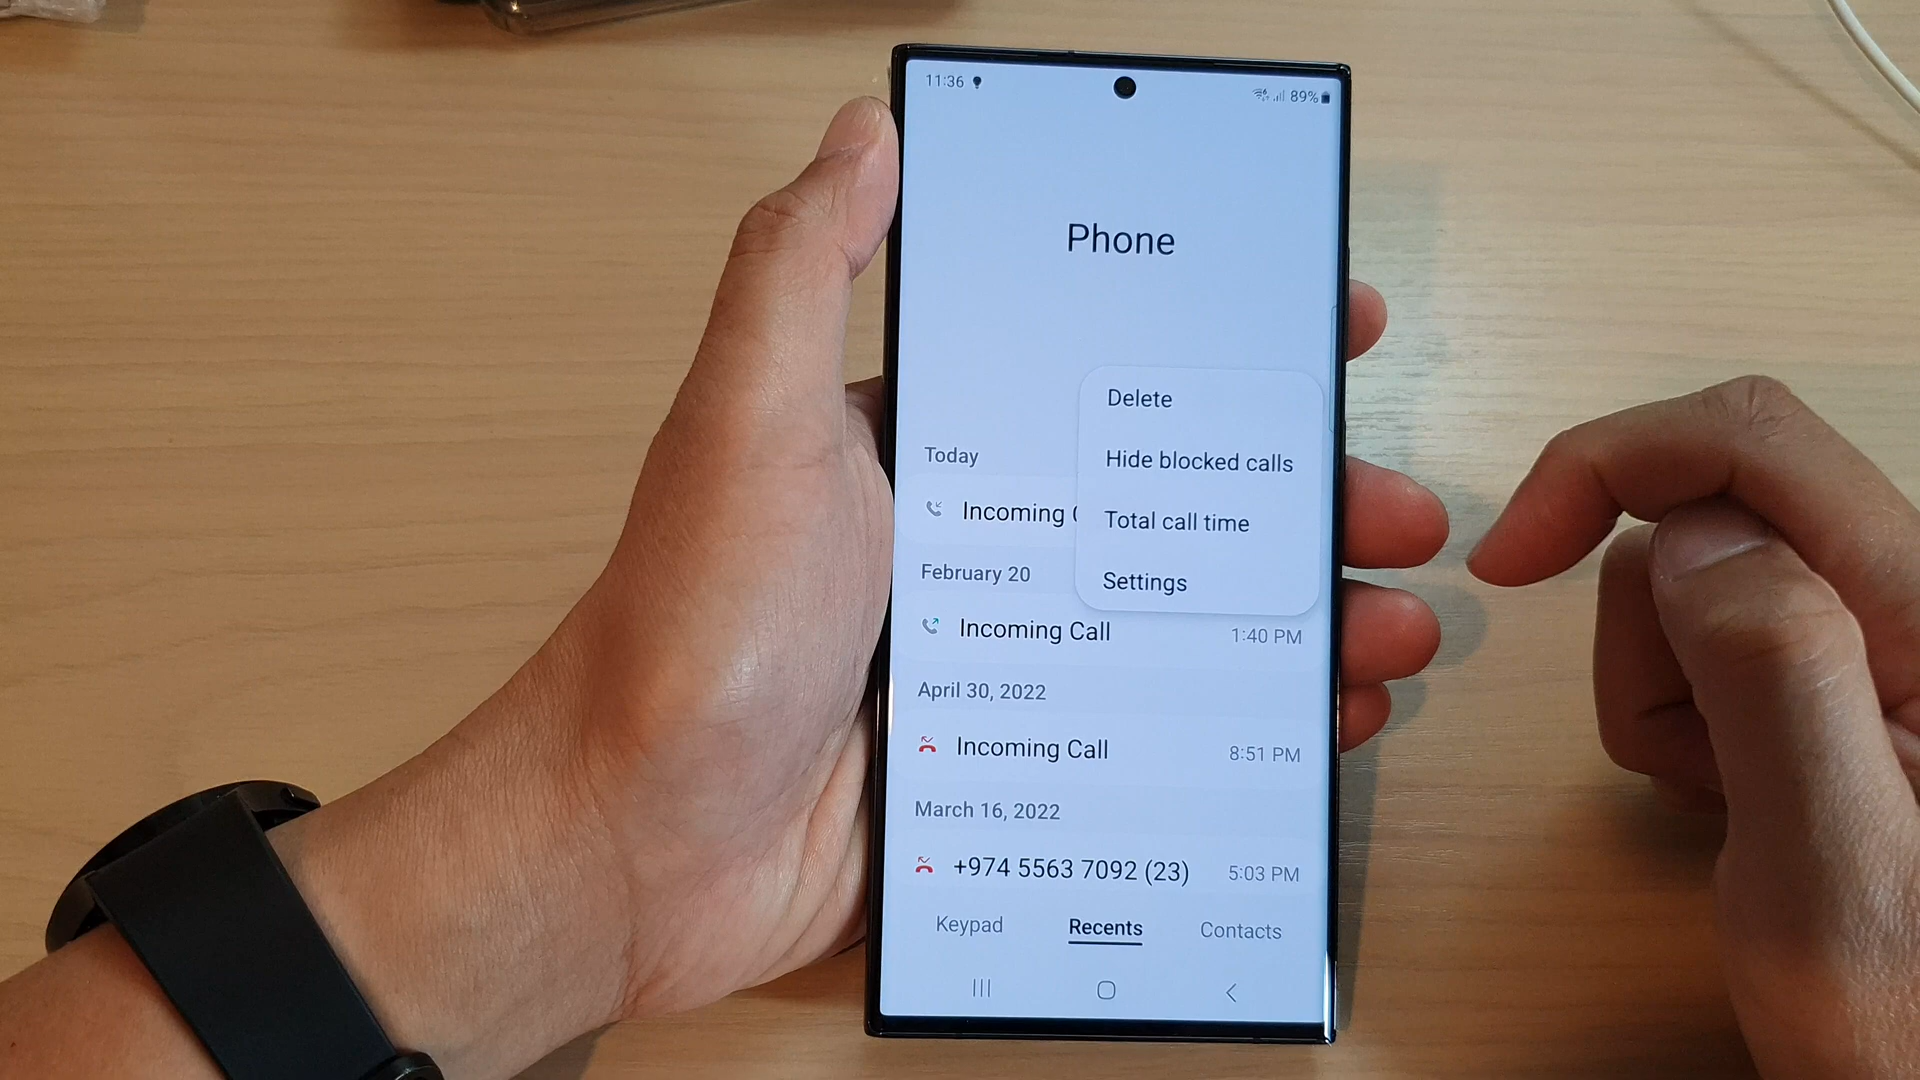 11:36 89%
Phone
Delete
Hide blocked calls
Total call time
Settings
Today
Incoming
February 20
Incoming Call 1:40 PM
April 30, 2022
Incoming Call 8:51 PM
March 16, 2022
+974 5563 7092 (23) 5:03 PM
Keypad Recents Contacts